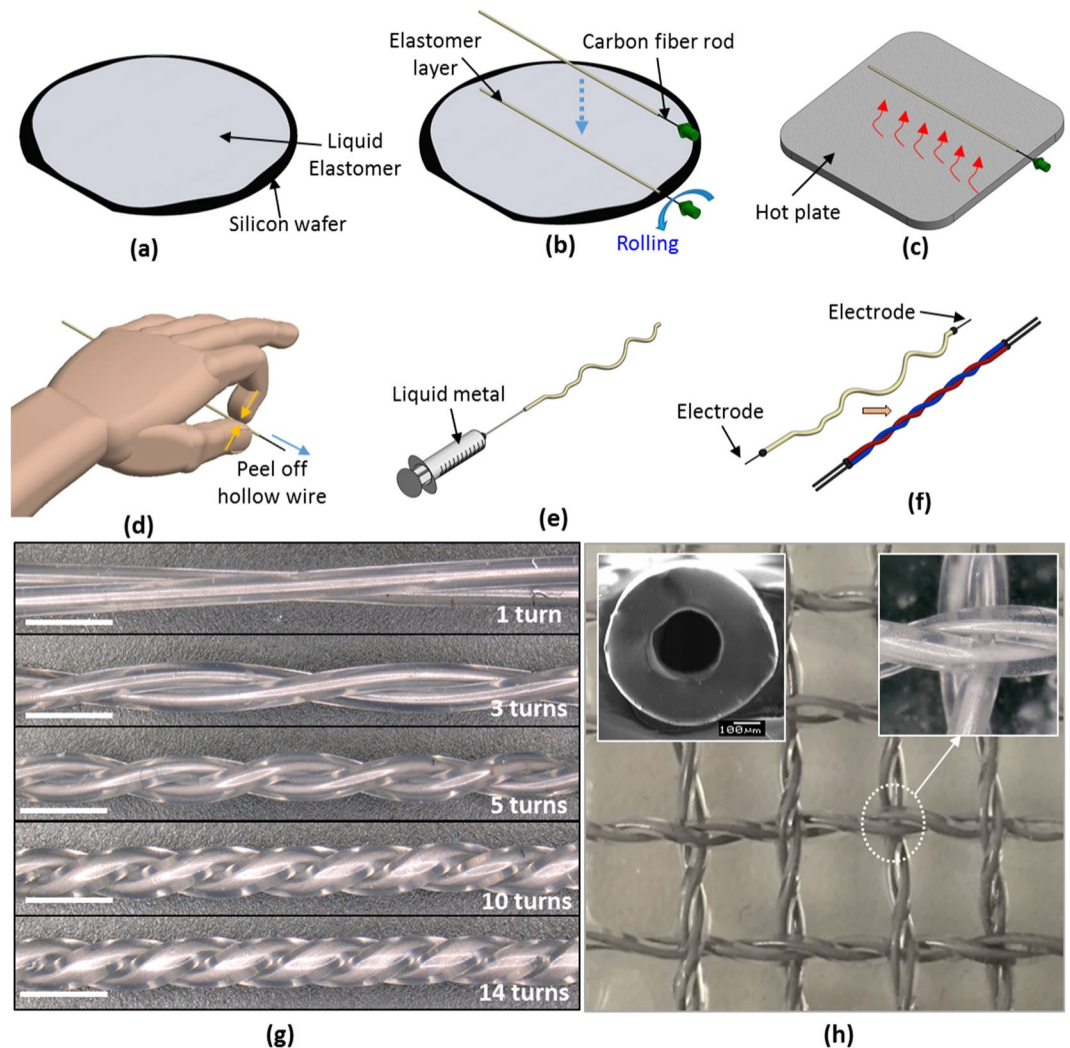 Liquid
Elastomer
Silicon wafer
(a)
Elastomer
layer
Carbon fiber rod
Rolling
(b)
Hot plate
(c)
Peel off
hollow wire
(d)
Liquid metal
(e)
Electrode
Electrode
(f)
1 turn
3 turns
5 turns
10 turns
14 turns
(g)
100μm
(h)